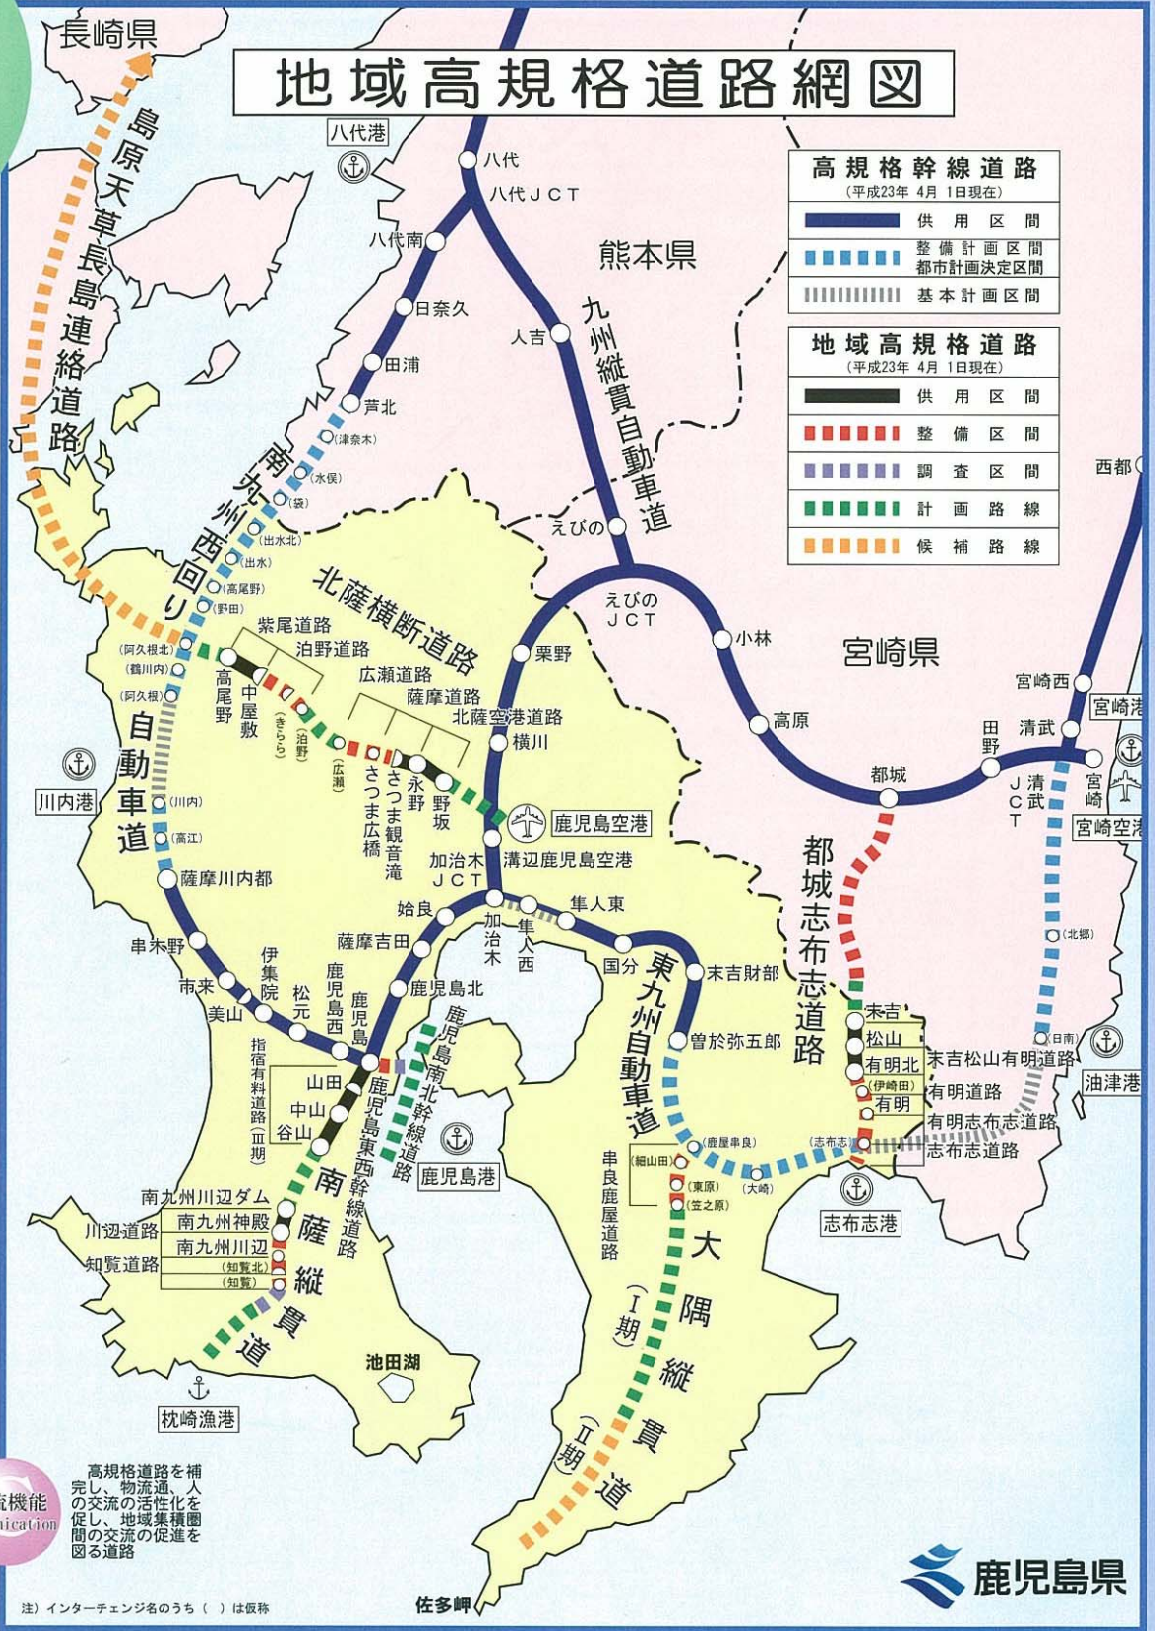 地域高規格道路網図
長崎県
島原天草長島連絡道路
八代港
八代
八代JCT
八代南
日奈久
田浦
芦北
(津奈木)
(水俣)
(袋)
(出水北)
(出水)
(高尾野)
(野田)
(阿久根北)
(鶴川内)
(阿久根)
南九州西回り
自動車道
熊本県
人吉
九州縦貫自動車道
えびの
えびの
JCT
高規格幹線道路
(平成23年 4月 1日現在)
供用区間
整備計画区間
都市計画決定区間
基本計画区間
地域高規格道路
(平成23年 4月 1日現在)
供用区間
整備区間
調査区間
計画路線
候補路線
西都
宮崎県
小林
高原
都城
田野
清武
清武JCT
宮崎西
宮崎
宮崎港
宮崎空港
北薩横断道路
紫尾道路
泊野道路
広瀬道路
薩摩道路
北薩空港道路
高尾野
中屋敷
(きらら)
(泊野)
(広瀬)
さつま広橋
さつま観音滝
永野
野坂
栗野
横川
鹿児島空港
溝辺鹿児島空港
加治木
JCT
加治木
隼人西
隼人東
国分
末吉財部
曽於弥五郎
東九州自動車道
姶良
薩摩吉田
鹿児島北
川内港
(川内)
(高江)
薩摩川内都
串木野
市来
美山
伊集院
松元
鹿児島西
鹿児島
指宿有料道路(Ⅲ期)
山田
中山
谷山
鹿児島東西幹線道路
鹿児島南北幹線道路
鹿児島港
南薩縦貫道
南九州川辺ダム
川辺道路
南九州神殿
南九州川辺
知覧道路
(知覧北)
(知覧)
枕崎漁港
池田湖
都城志布志道路
末吉
松山
有明北
(伊崎田)
有明
(志布志)
末吉松山有明道路
有明道路
有明志布志道路
志布志道路
志布志港
(北郷)
(日南)
油津港
(鹿屋串良)
(大崎)
(細山田)
(東原)
(笠之原)
串良鹿屋道路
大隅縦貫道
(Ⅰ期)
(Ⅱ期)
佐多岬
流機能
nication
高規格道路を補
完し、物流通、人
の交流の活性化を
促し、地域集積圏
間の交流の促進を
図る道路
注）インターチェンジ名のうち（ ）は仮称
鹿児島県